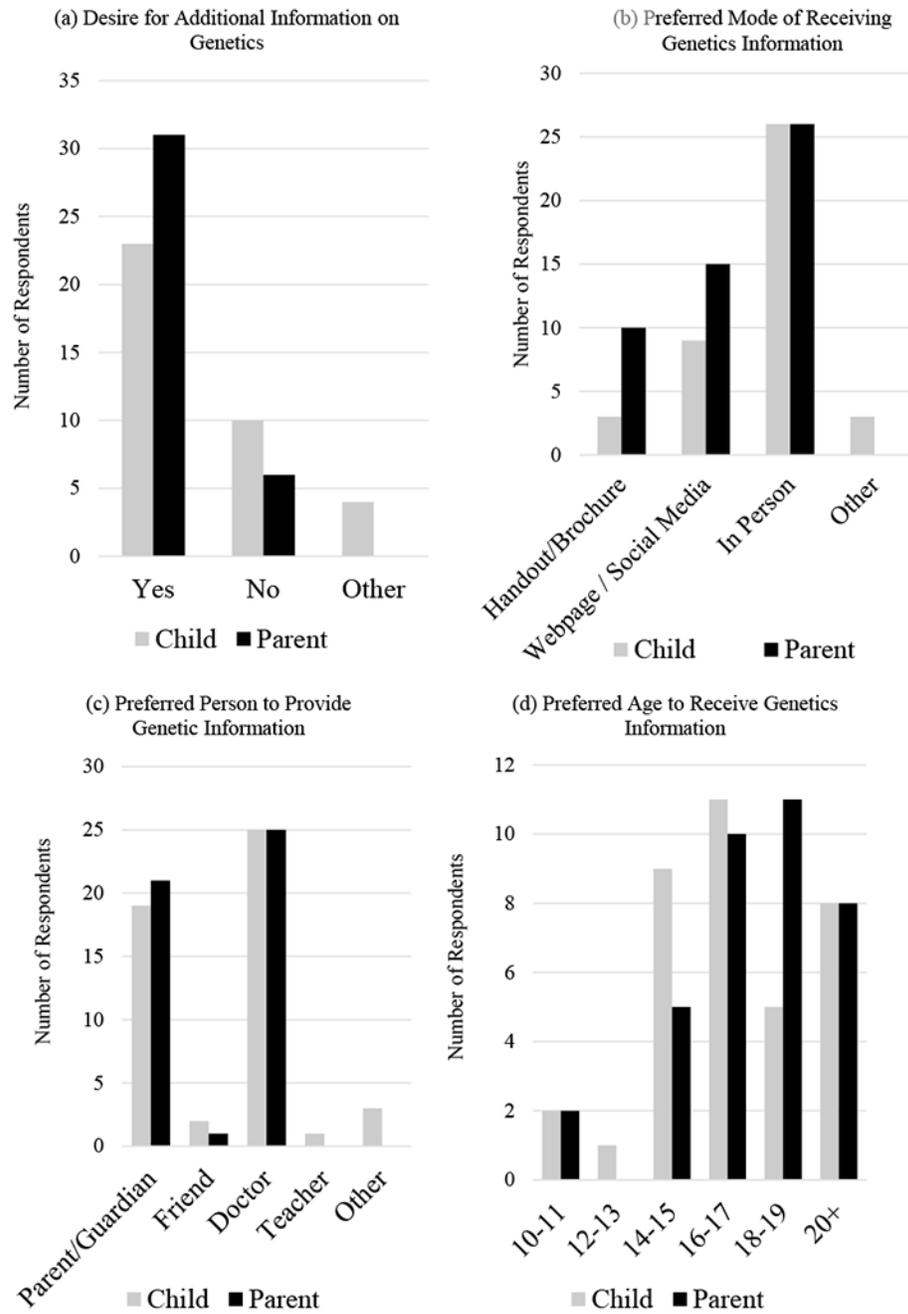 (a) Desire for Additional Information on
Genetics
35
30
25
20
15
10
5
0
Number of Respondents
Yes No Other
Child Parent
(b) Preferred Mode of Receiving
Genetics Information
30
25
20
15
10
5
0
Number of Respondents
Handout/Brochure
Webpage / Social Media
In Person
Other
Child Parent
(c) Preferred Person to Provide
Genetic Information
30
25
20
15
10
5
0
Number of Respondents
Parent/Guardian
Friend
Doctor
Teacher
Other
Child Parent
(d) Preferred Age to Receive Genetics
Information
12
10
8
6
4
2
0
Number of Respondents
10-11
12-13
14-15
16-17
18-19
20+
Child Parent